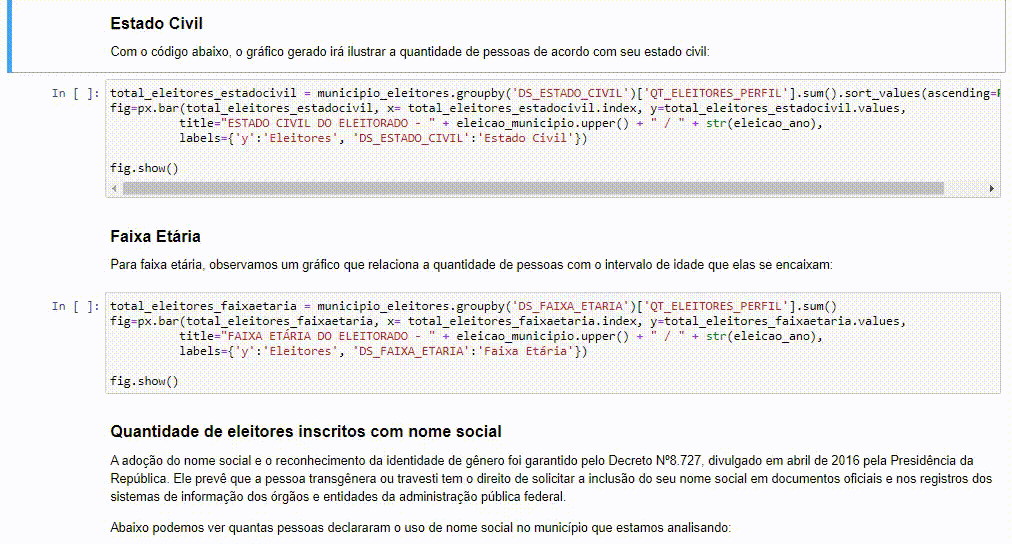 Estado Civil
Com o código abaixo, o gráfico gerado irá ilustrar a quantidade de pessoas de acordo com seu estado civil:
In [ ]: total_eleitores_estadocivil = municipio_eleitores.groupby('DS_ESTADO_CIVIL')['QT_ELEITORES_PERFIL'].sum().sort_values(ascending=
fig=px.bar(total_eleitores_estadocivil, x= total_eleitores_estadocivil.index, y=total_eleitores_estadocivil.values,
title="ESTADO CIVIL DO ELEITORADO - " + eleicao_municipio.upper() + " / " + str(eleicao_ano),
labels={'y':'Eleitores', 'DS_ESTADO_CIVIL':'Estado Civil'})
fig.show()
Faixa Etária
Para faixa etária, observamos um gráfico que relaciona a quantidade de pessoas com o intervalo de idade que elas se encaixam:
In [ ]: total_eleitores_faixaetaria = municipio_eleitores.groupby('DS_FAIXA_ETARIA')['QT_ELEITORES_PERFIL'].sum()
fig=px.bar(total_eleitores_faixaetaria, x= total_eleitores_faixaetaria.index, y=total_eleitores_faixaetaria.values,
title="FAIXA ETÁRIA DO ELEITORADO - " + eleicao_municipio.upper() + " /  " + str(eleicao_ano),
labels={'y':'Eleitores', 'DS_FAIXA_ETARIA':'Faixa Etária'})
fig.show()
Quantidade de eleitores inscritos com nome social
A adoção do nome social e o reconhecimento da identidade de gênero foi garantido pelo Decreto Nº8.727, divulgado em abril de 2016 pela Presidência da
República. Ele prevê que a pessoa transgênera ou travesti tem o direito de solicitar a inclusão do seu nome social em documentos oficiais e nos registros dos
sistemas de informação dos órgãos e entidades da administração pública federal.
Abaixo podemos ver quantas pessoas declararam o uso de nome social no município que estamos analisando: